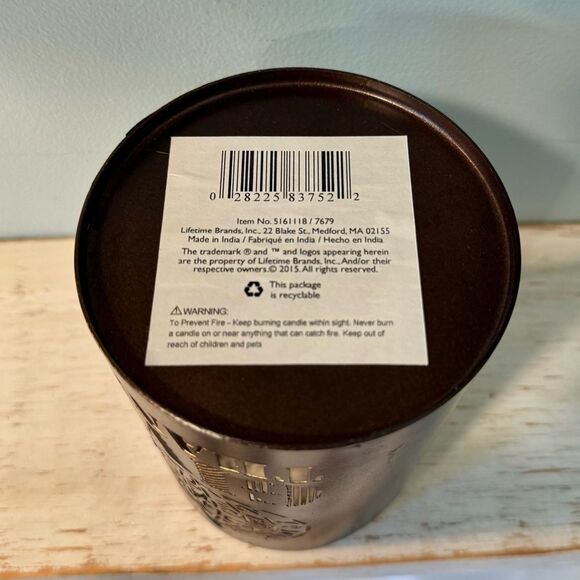 0 28225 83752 2
Item No. 5161118 / 7679
Lifetime Brands, Inc., 22 Blake St., Medford, MA 02155
Made in India / Fabriqué en India / Hecho en India
The trademark ® and ™ and logos appearing herein
are the property of Lifetime Brands, Inc., And/or their
respective owners.© 2015. All rights reserved.
This package
is recyclable
WARNING:
To Prevent Fire – Keep burning candle within sight. Never burn
a candle on or near anything that can catch fire. Keep out of
reach of children and pets